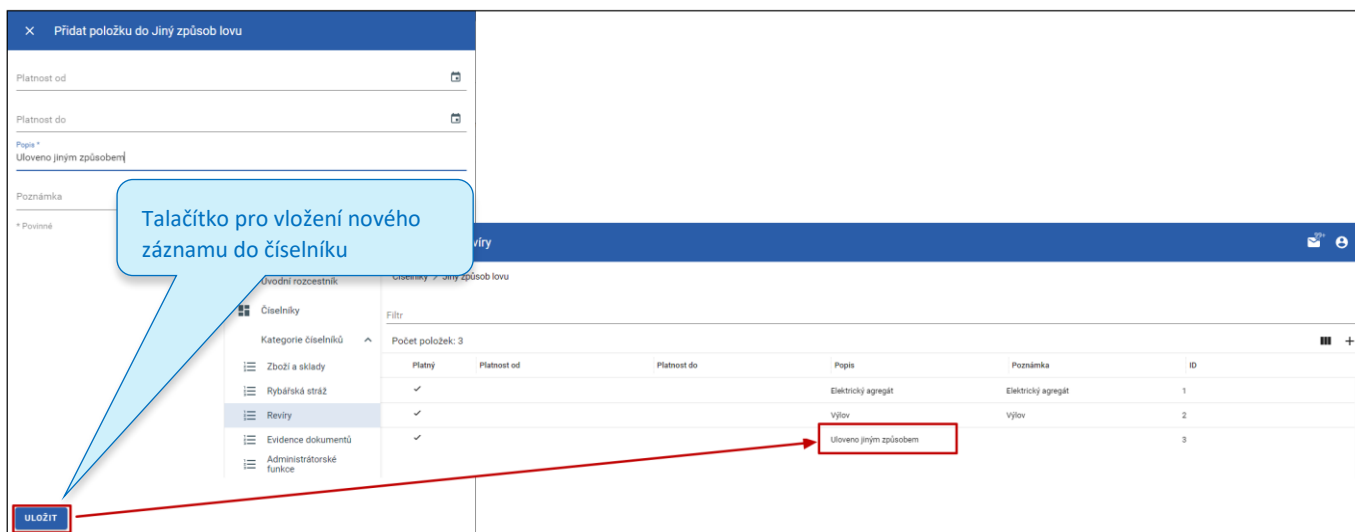 Přidat položku do Jiný způsob lovu
Platnost od
Platnost do
Popis *
Uloveno jiným způsobem
Poznámka
* Povinné
Talačítko pro vložení nového
záznamu do číselníku
víry
99+
Úvodní rozcestník
Číselníky > Jiný způsob lovu
Číselníky
Filtr
Kategorie číselníků
Počet položek: 3
Zboží a sklady
Platný Platnost od Platnost do Popis Poznámka ID
Rybářská stráž
Elektrický agregát Elektrický agregát 1
Revíry
Výlov Výlov 2
Evidence dokumentů
Uloveno jiným způsobem 3
Administrátorské
funkce
ULOŽIT